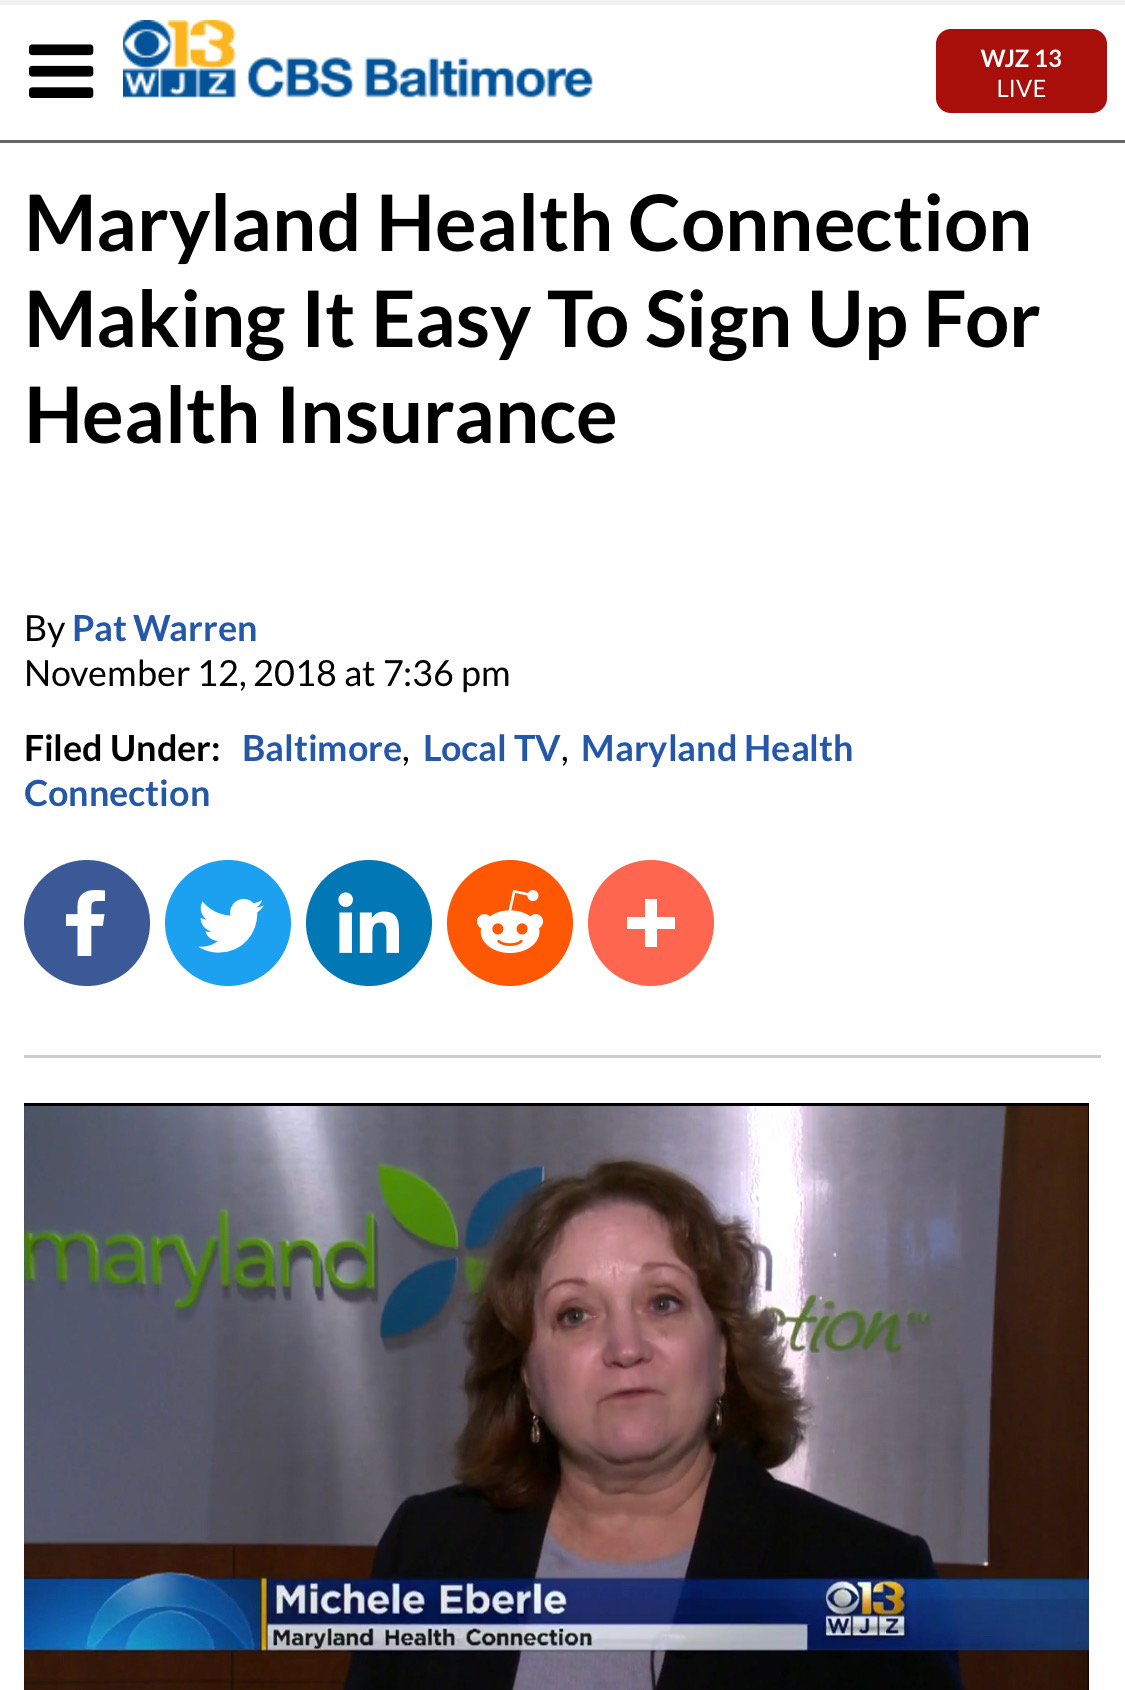 13
WJZ
CBS Baltimore
WJZ 13
LIVE
Maryland Health Connection
Making It Easy To Sign Up For
Health Insurance
By Pat Warren
November 12, 2018 at 7:36 pm
Filed Under: Baltimore, Local TV, Maryland Health
Connection
f
in
maryland
n
ction™
Michele Eberle
Maryland Health Connection
13
WJZ